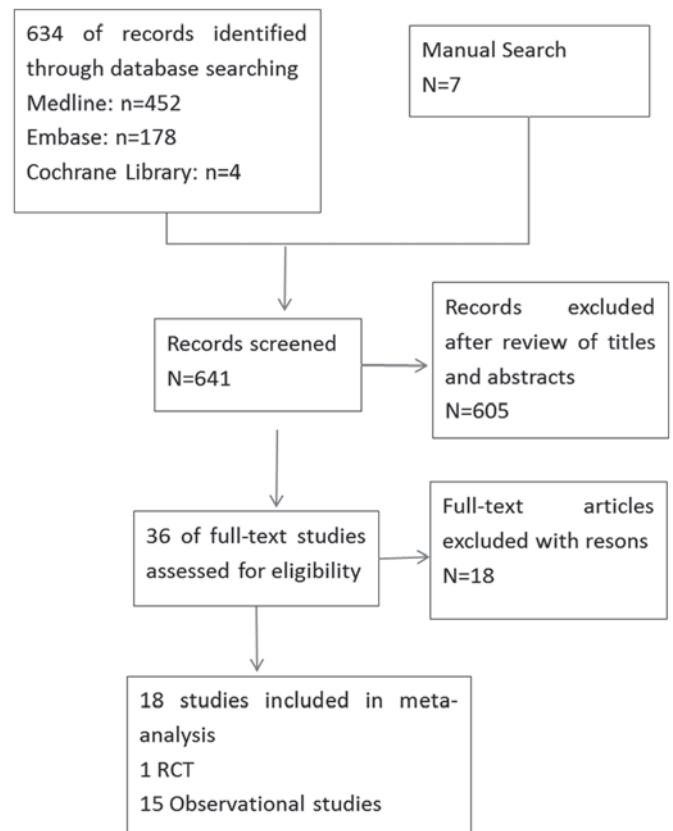 634 of records identified
through database searching
Medline: n=452
Embase: n=178
Cochrane Library: n=4
Manual Search
N=7
Records screened
N=641
Records excluded
after review of titles
and abstracts
N=605
36 of full-text studies
assessed for eligibility
Full-text articles
excluded with resons
N=18
18 studies included in meta-
analysis
1 RCT
15 Observational studies